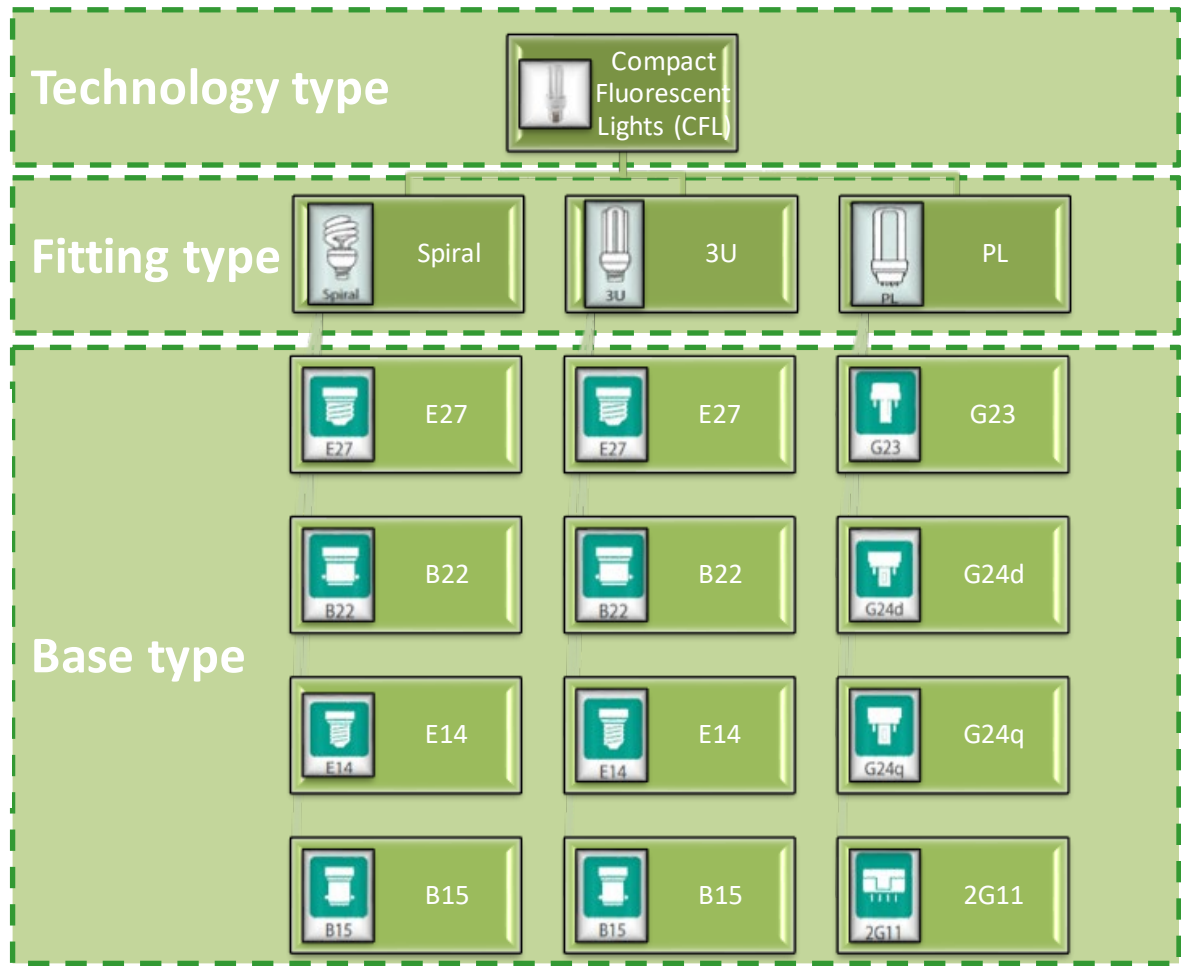 Technology type
Compact
Fluorescent
Lights (CFL)
Fitting type
Spiral
Spiral
3U
3U
PL
PL
Base type
E27
E27
E27
E27
G23
G23
B22
B22
B22
B22
G24d
G24d
E14
E14
E14
E14
G24q
G24q
B15
B15
B15
B15
2G11
2G11